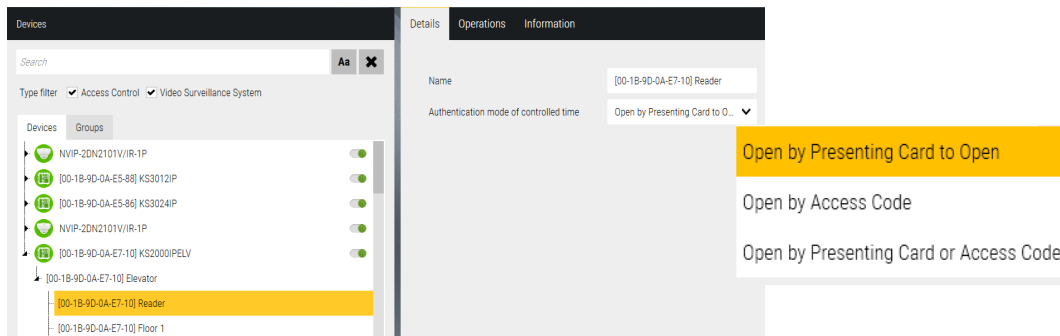 Devices
Search
Aa
Type filter Access Control Video Surveillance System
Devices Groups
NVIP-2DN2101V/IR-1P
[00-1B-9D-0A-E5-88] KS3012IP
[00-1B-9D-0A-E5-86] KS3024IP
NVIP-2DN2101V/IR-1P
[00-1B-9D-0A-E7-10] KS2000IPELV
[00-1B-9D-0A-E7-10] Elevator
[00-1B-9D-0A-E7-10] Reader
[00-1B-9D-0A-E7-10] Floor 1
Details Operations Information
Name [00-1B-9D-0A-E7-10] Reader
Authentication mode of controlled time Open by Presenting Card to O...
Open by Presenting Card to Open
Open by Access Code
Open by Presenting Card or Access Code